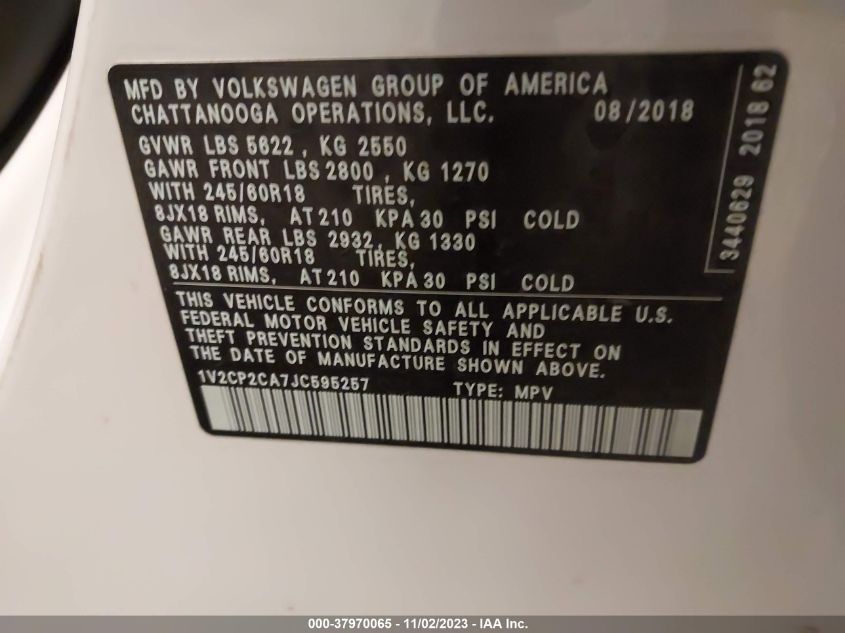 MFD BY VOLKSWAGEN GROUP OF AMERICA
CHATTANOOGA OPERATIONS, LLC. 08/2018
GVWR LBS 5622, KG 2550
GAWR FRONT LBS 2800, KG 1270
WITH 245/60R18 TIRES,
8JX18 RIMS, AT 210 KPA 30 PSI COLD
GAWR REAR LBS 2932, KG 1330
WITH 245/60R18 TIRES,
8JX18 RIMS, AT 210 KPA 30 PSI COLD
THIS VEHICLE CONFORMS TO ALL APPLICABLE U.S.
FEDERAL MOTOR VEHICLE SAFETY AND
THEFT PREVENTION STANDARDS IN EFFECT ON
THE DATE OF MANUFACTURE SHOWN ABOVE.
1V2CP2CA7JC595257 TYPE: MPV
3440629 2018 62
000-37970065 - 11/02/2023 - IAA Inc.